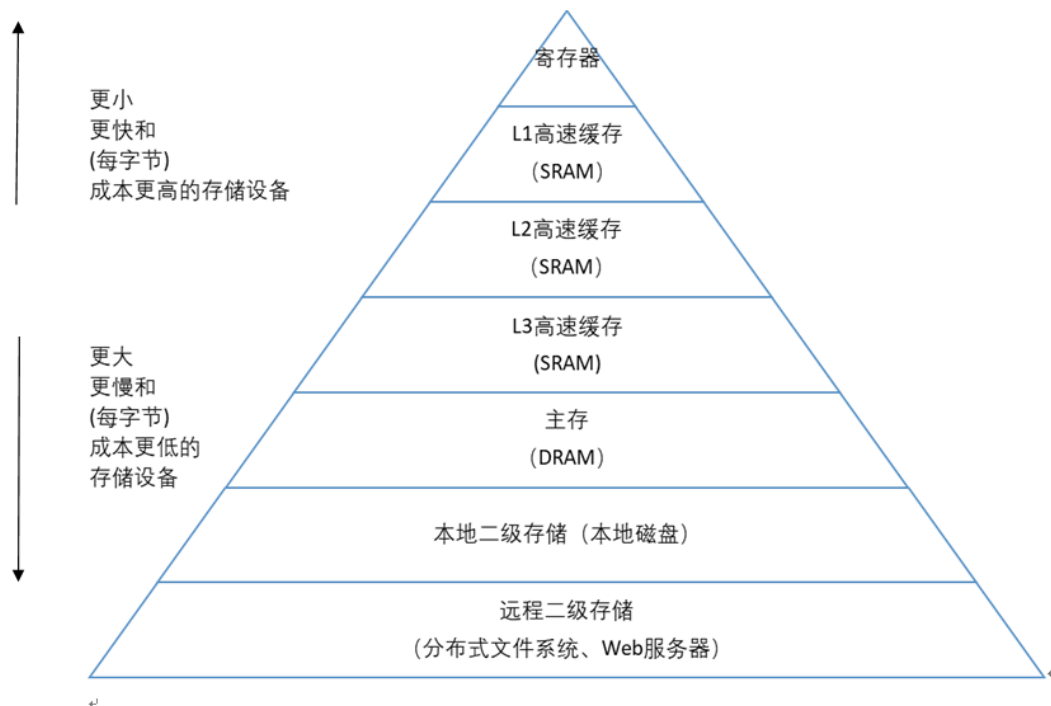 更小
更快和
(每字节)
成本更高的存储设备
更大
更慢和
(每字节)
成本更低的
存储设备
寄存器
L1高速缓存
（SRAM）
L2高速缓存
（SRAM）
L3高速缓存
(SRAM)
主存
（DRAM）
本地二级存储（本地磁盘）
远程二级存储
（分布式文件系统、Web服务器）